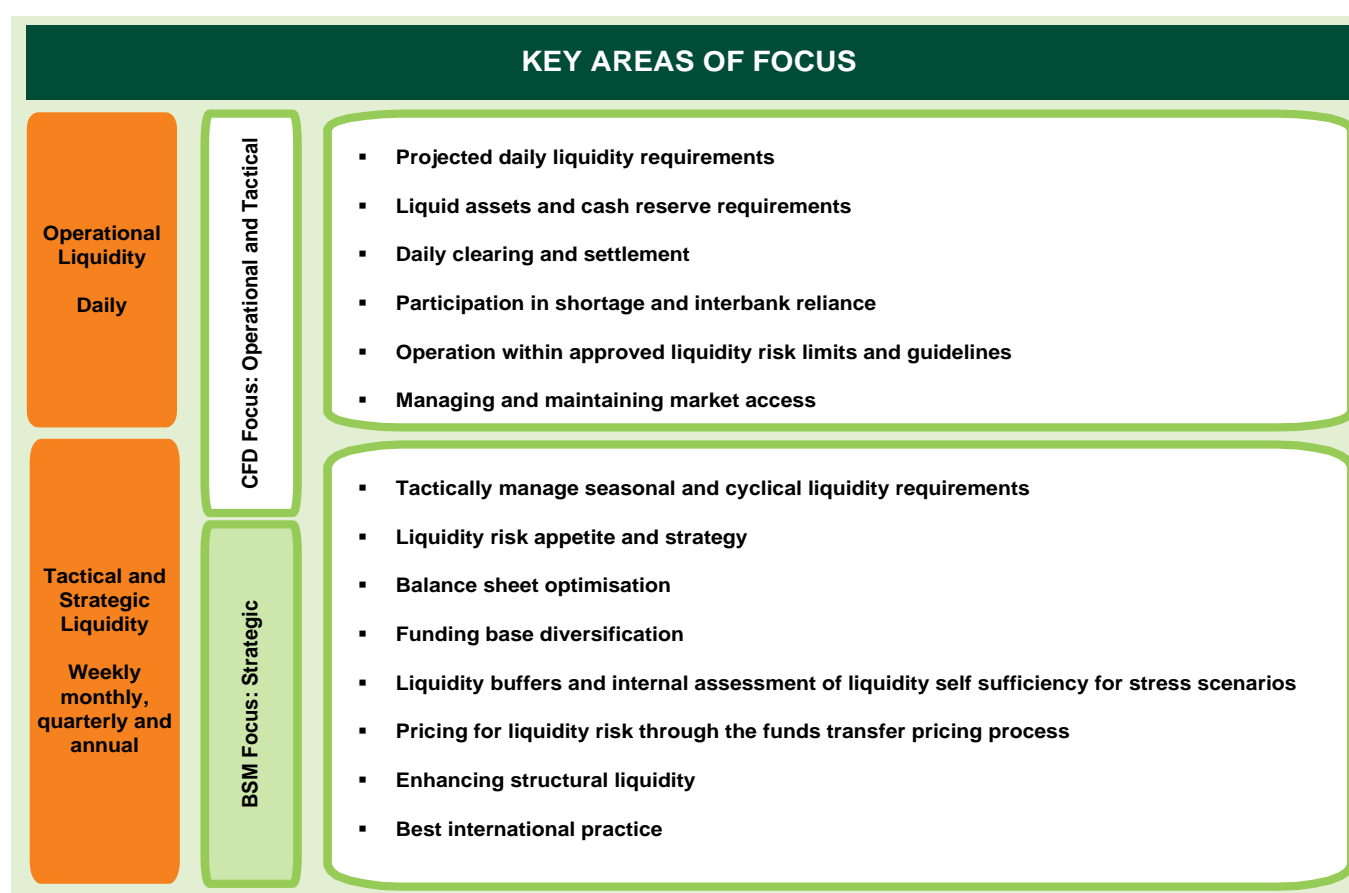 KEY AREAS OF FOCUS
Operational
Liquidity
Daily
CFD Focus: Operational and Tactical
▪ Projected daily liquidity requirements
▪ Liquid assets and cash reserve requirements
▪ Daily clearing and settlement
▪ Participation in shortage and interbank reliance
▪ Operation within approved liquidity risk limits and guidelines
▪ Managing and maintaining market access
Tactical and
Strategic
Liquidity
Weekly
monthly,
quarterly and
annual
BSM Focus: Strategic
▪ Tactically manage seasonal and cyclical liquidity requirements
▪ Liquidity risk appetite and strategy
▪ Balance sheet optimisation
▪ Funding base diversification
▪ Liquidity buffers and internal assessment of liquidity self sufficiency for stress scenarios
▪ Pricing for liquidity risk through the funds transfer pricing process
▪ Enhancing structural liquidity
▪ Best international practice